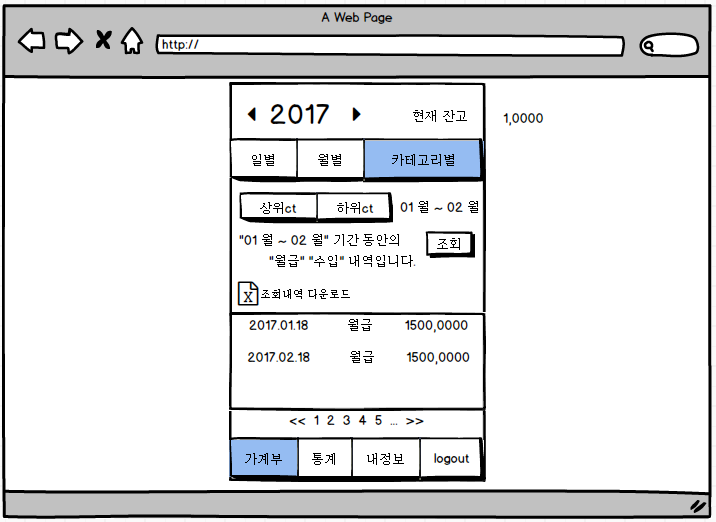 A Web Page
http://
2017 현재 잔고 1,0000
일별 월별 카테고리별
상위ct 하위ct 01 월 ~ 02 월
"01 월 ~ 02 월" 기간 동안의
조회
"월급" "수입" 내역입니다.
X 조회내역 다운로드
2017.01.18 월급 1500,0000
2017.02.18 월급 1500,0000
<< 1 2 3 4 5 ... >>
가계부 통계 내정보 logout